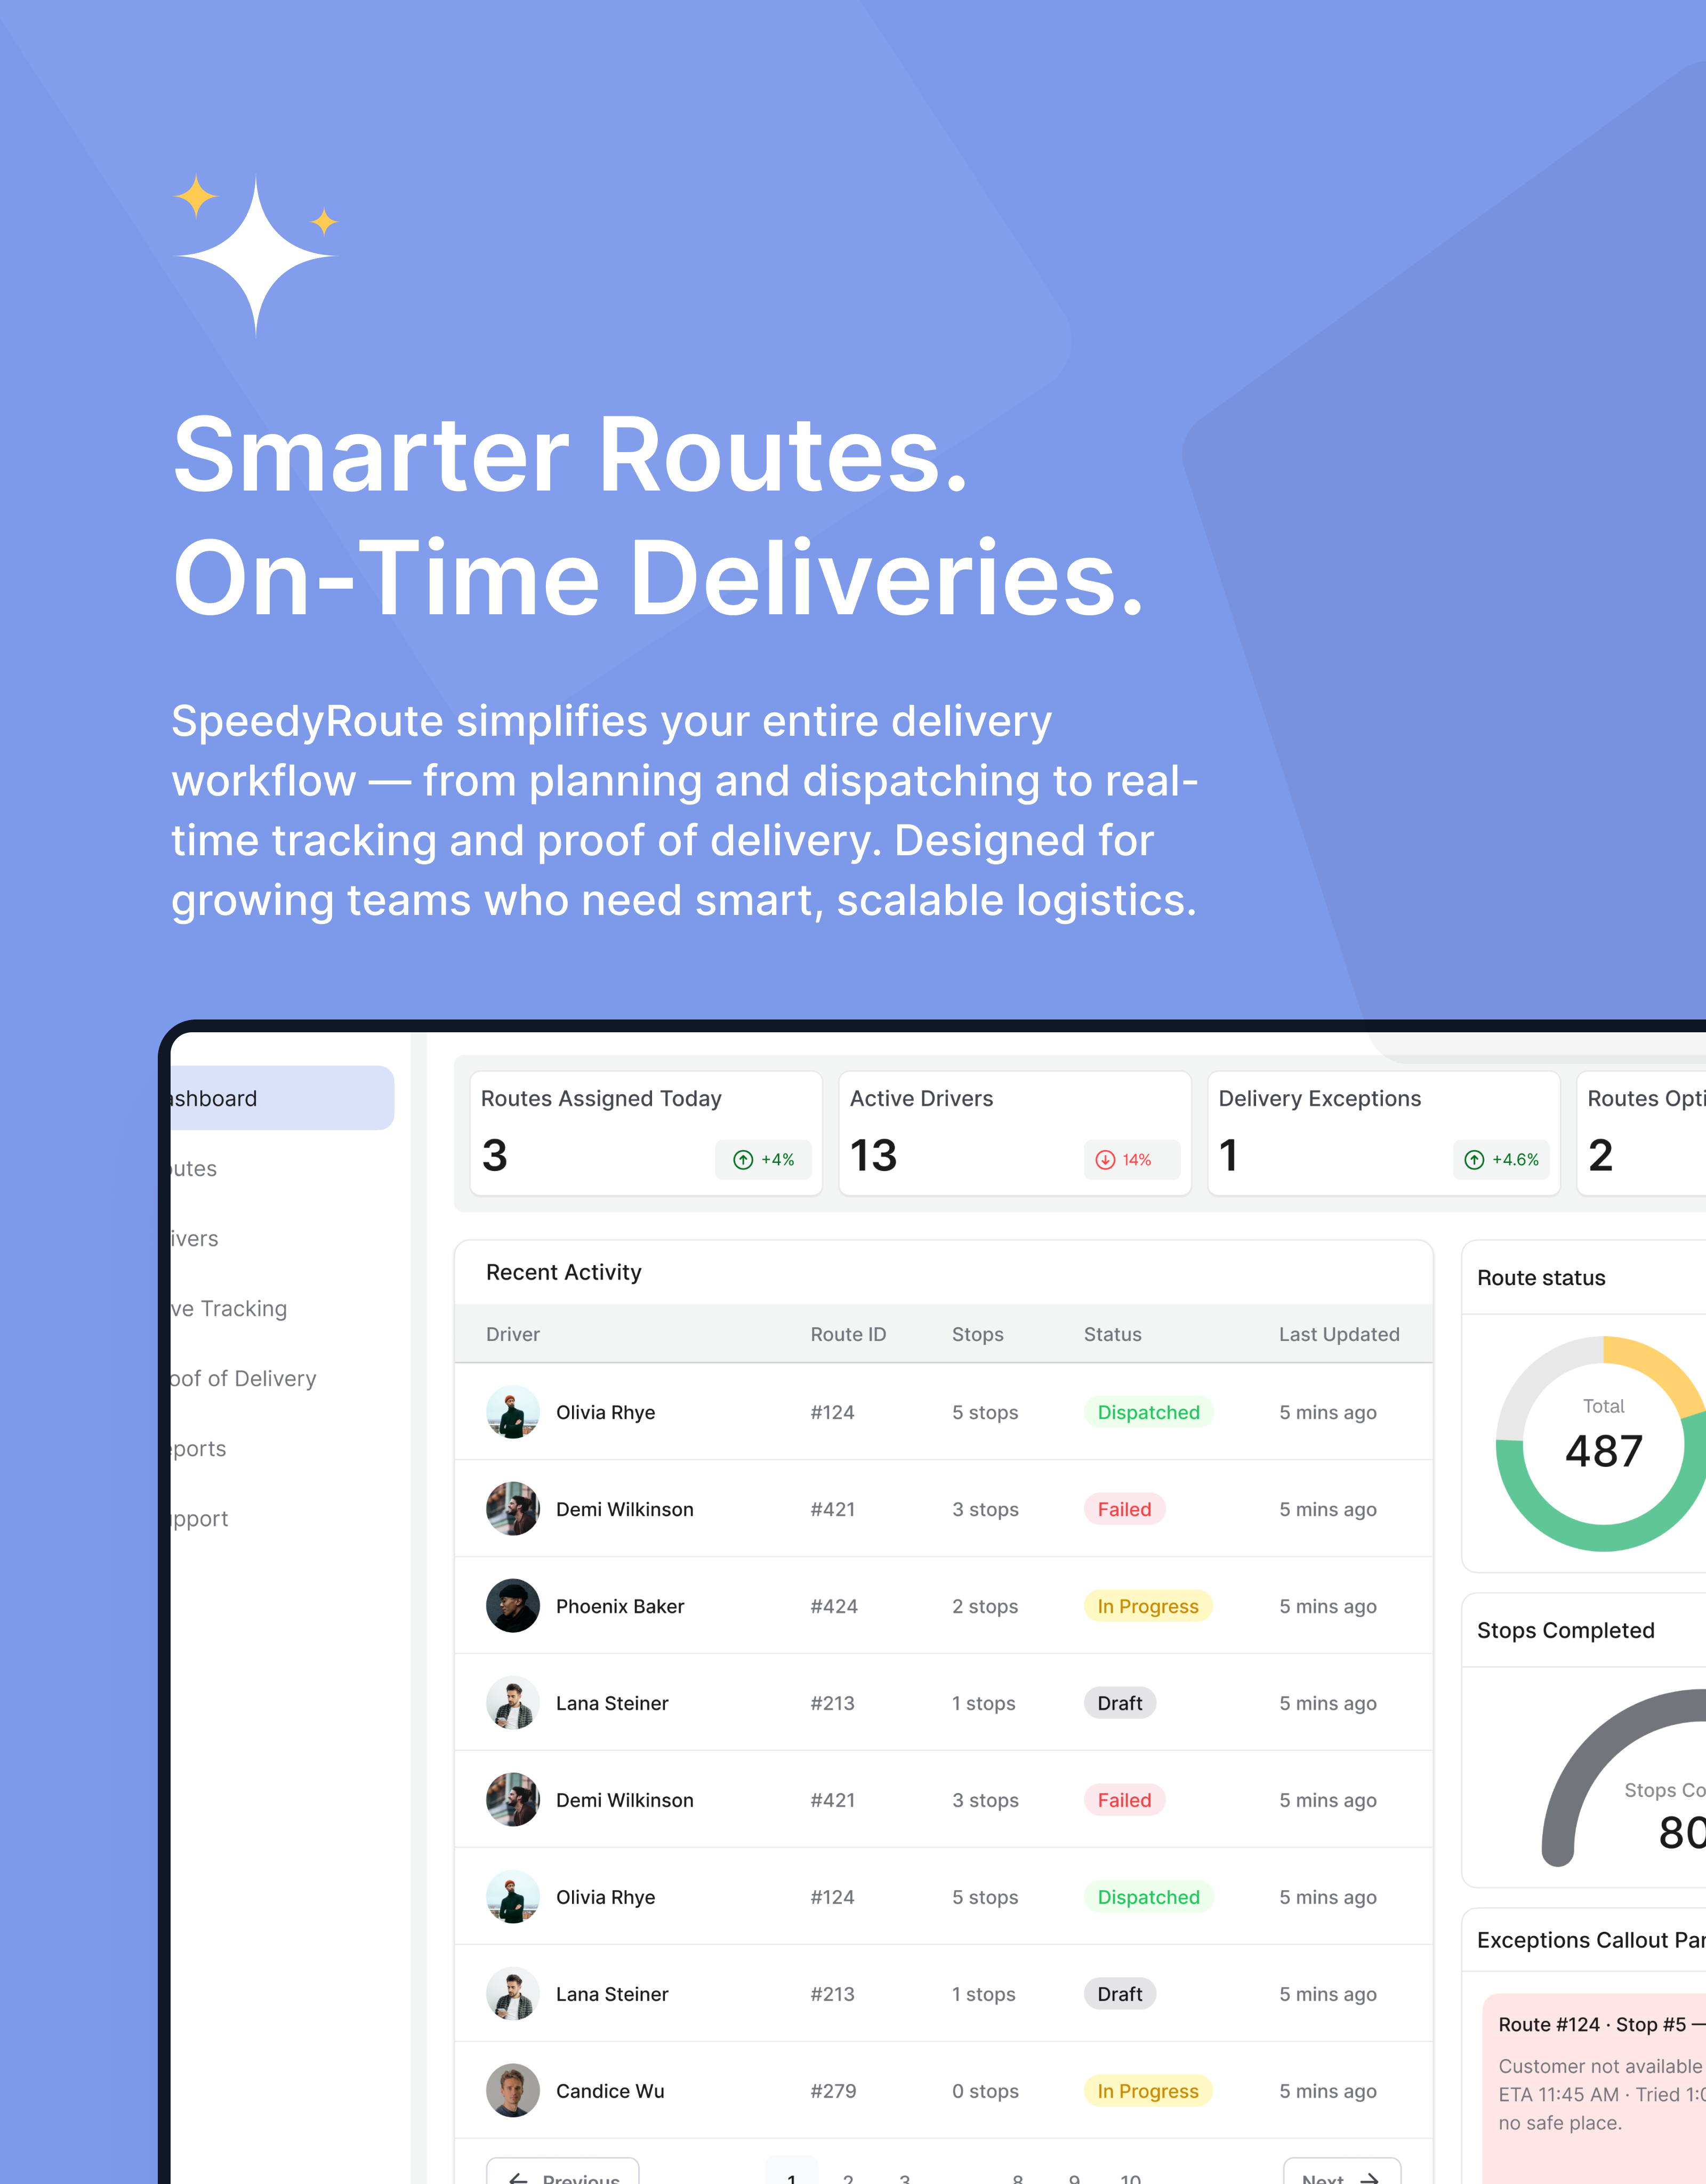 Smarter Routes.
On-Time Deliveries.
SpeedyRoute simplifies your entire delivery
workflow — from planning and dispatching to real-
time tracking and proof of delivery. Designed for
growing teams who need smart, scalable logistics.
ashboard
utes
ivers
ve Tracking
oof of Delivery
ports
pport
Routes Assigned Today
3
+4%
Active Drivers
13
14%
Delivery Exceptions
1
+4.6%
Routes Opti
2
Recent Activity
Driver Route ID Stops Status Last Updated
Olivia Rhye #124 5 stops Dispatched 5 mins ago
Demi Wilkinson #421 3 stops Failed 5 mins ago
Phoenix Baker #424 2 stops In Progress 5 mins ago
Lana Steiner #213 1 stops Draft 5 mins ago
Demi Wilkinson #421 3 stops Failed 5 mins ago
Olivia Rhye #124 5 stops Dispatched 5 mins ago
Lana Steiner #213 1 stops Draft 5 mins ago
Candice Wu #279 0 stops In Progress 5 mins ago
Previous 1 2 3 8 9 10 Next
Route status
Total
487
Stops Completed
Stops Co
80
Exceptions Callout Pan
Route #124 · Stop #5 —
Customer not available
ETA 11:45 AM · Tried 1:0
no safe place.